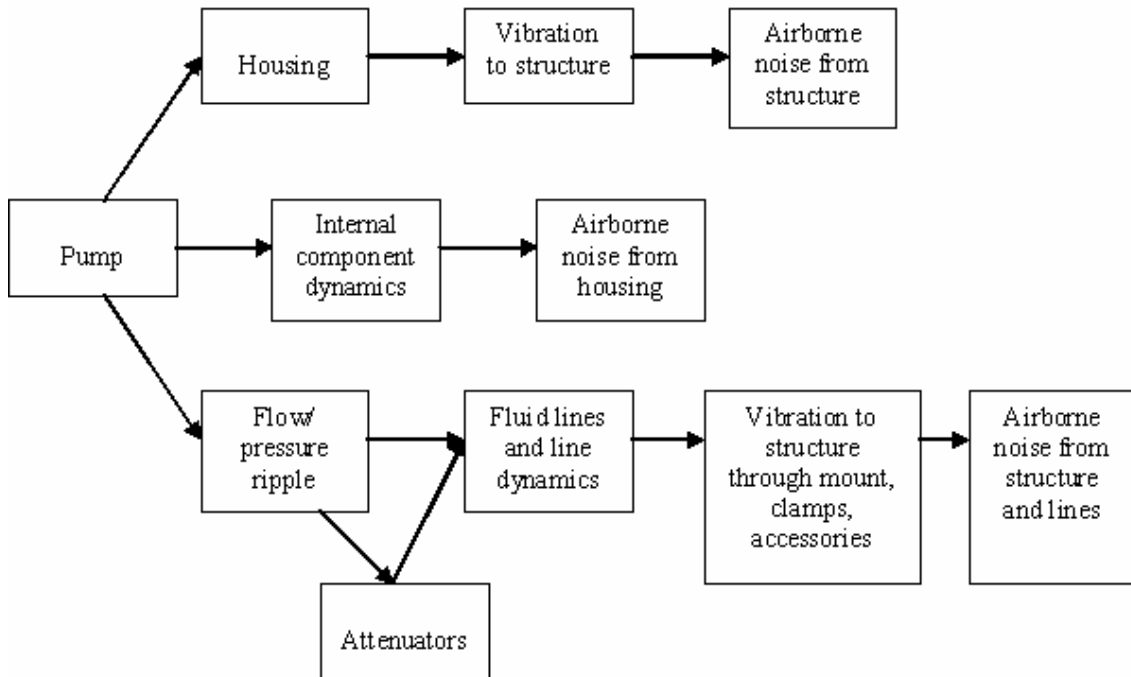 Housing
Vibration
to structure
Airborne
noise from
structure
Pump
Internal
component
dynamics
Airborne
noise from
housing
Flow/
pressure
ripple
Fluid lines
and line
dynamics
Vibration to
structure
through mount,
clamps,
accessories
Airborne
noise from
structure
and lines
Attenuators